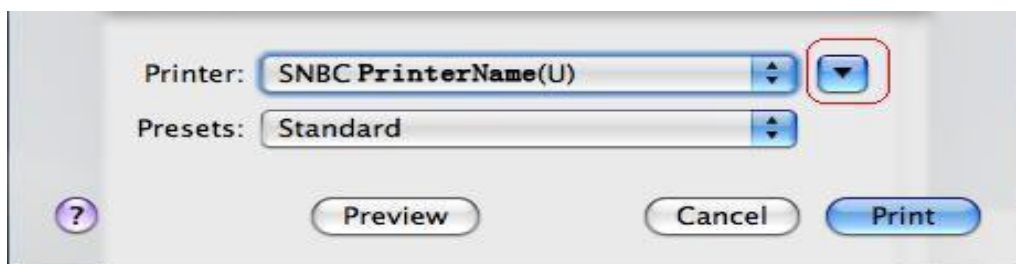 Printer: SNBC PrinterName(U)
Presets: Standard
? Preview Cancel Print